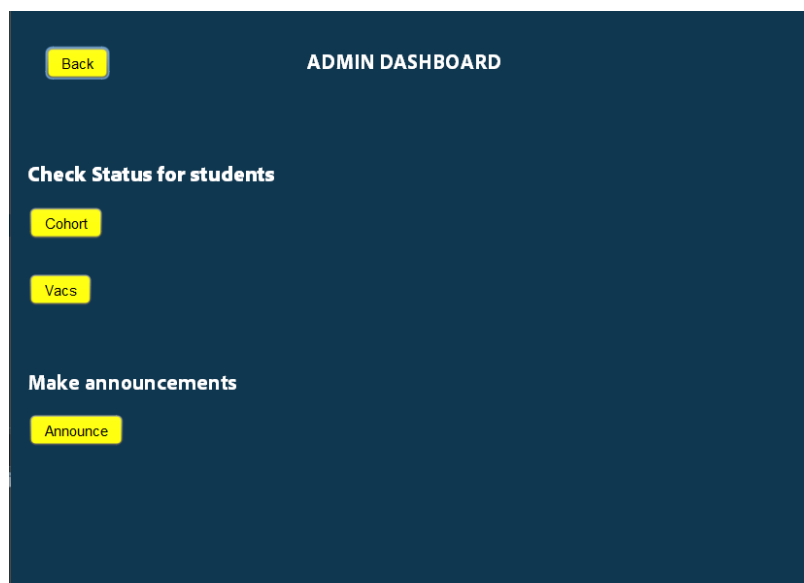 Back
ADMIN DASHBOARD
Check Status for students
Cohort
Vacs
Make announcements
Announce